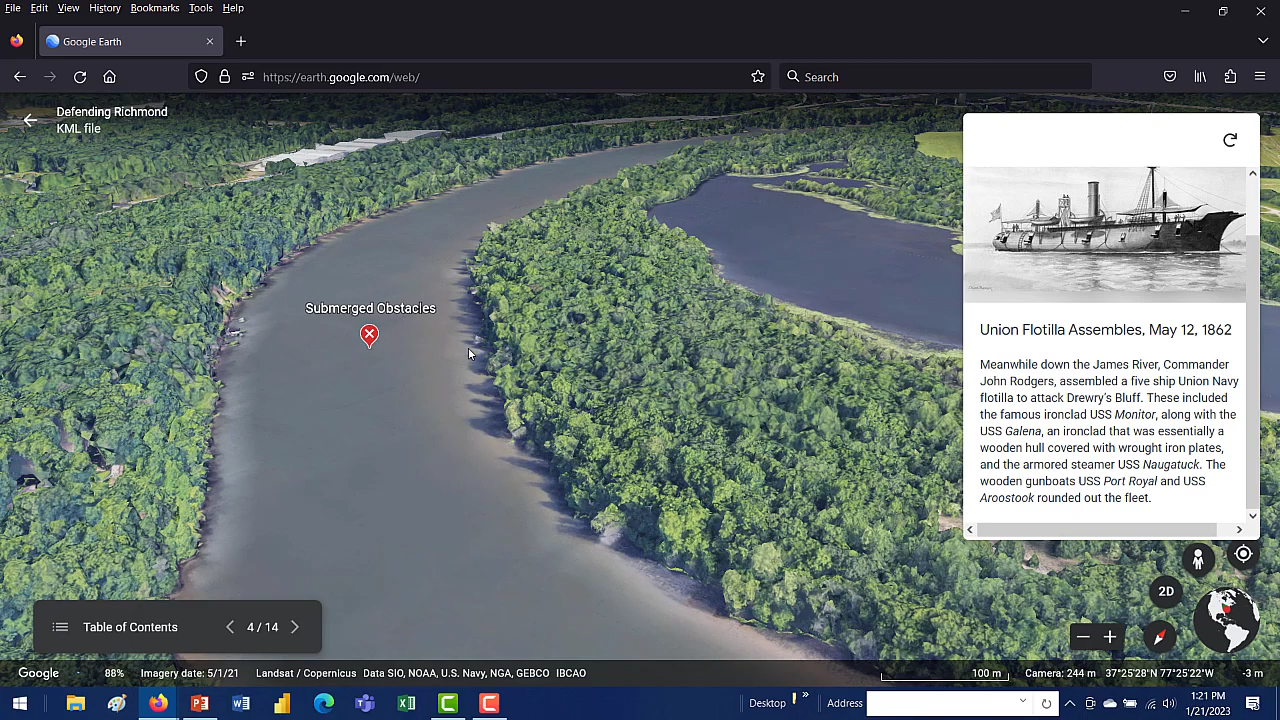 File Edit View History Bookmarks Tools Help
Google Earth
https://earth.google.com/web/
Search
Defending Richmond
KML file
Submerged Obstacles
Union Flotilla Assembles, May 12, 1862
Meanwhile down the James River, Commander
John Rodgers, assembled a five ship Union Navy
flotilla to attack Drewry's Bluff. These included
the famous ironclad USS Monitor, along with the
USS Galena, an ironclad that was essentially a
wooden hull covered with wrought iron plates,
and the armored steamer USS Naugatuck. The
wooden gunboats USS Port Royal and USS
Aroostook rounded out the fleet.
2D
Table of Contents 4 / 14
Google 88% Imagery date: 5/1/21 Landsat / Copernicus Data SIO, NOAA, U.S. Navy, NGA, GEBCO IBCAO 100 m Camera: 244 m 37°25'28"N 77°25'22"W -3 m
Desktop Address
1:21 PM
1/21/2023